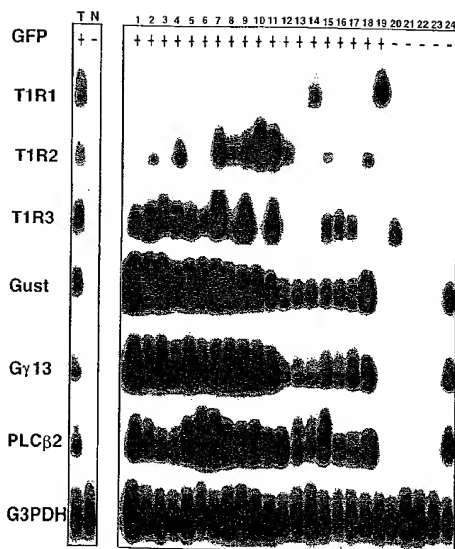 T N 1 2 3 4 5 6 7 8 9 10 11 12 13 14 15 16 17 18 19 20 21 22 23 24
GFP + - + + + + + + + + + + + + + + + + + + + - - - - -
T1R1
T1R2
T1R3
Gust
Gγ13
PLCβ2
G3PDH